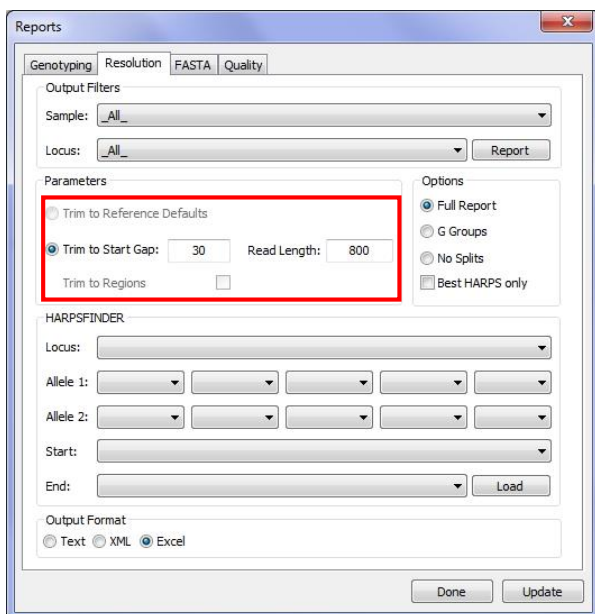 Reports
Genotyping Resolution FASTA Quality
Output Filters
Sample: _All_
Locus: _All_ Report
Parameters Options
Trim to Reference Defaults Full Report
G Groups
Trim to Start Gap: 30 Read Length: 800
No Splits
Trim to Regions Best HARPS only
HARPSFINDER
Locus:
Allele 1:
Allele 2:
Start:
End: Load
Output Format
Text XML Excel
Done Update